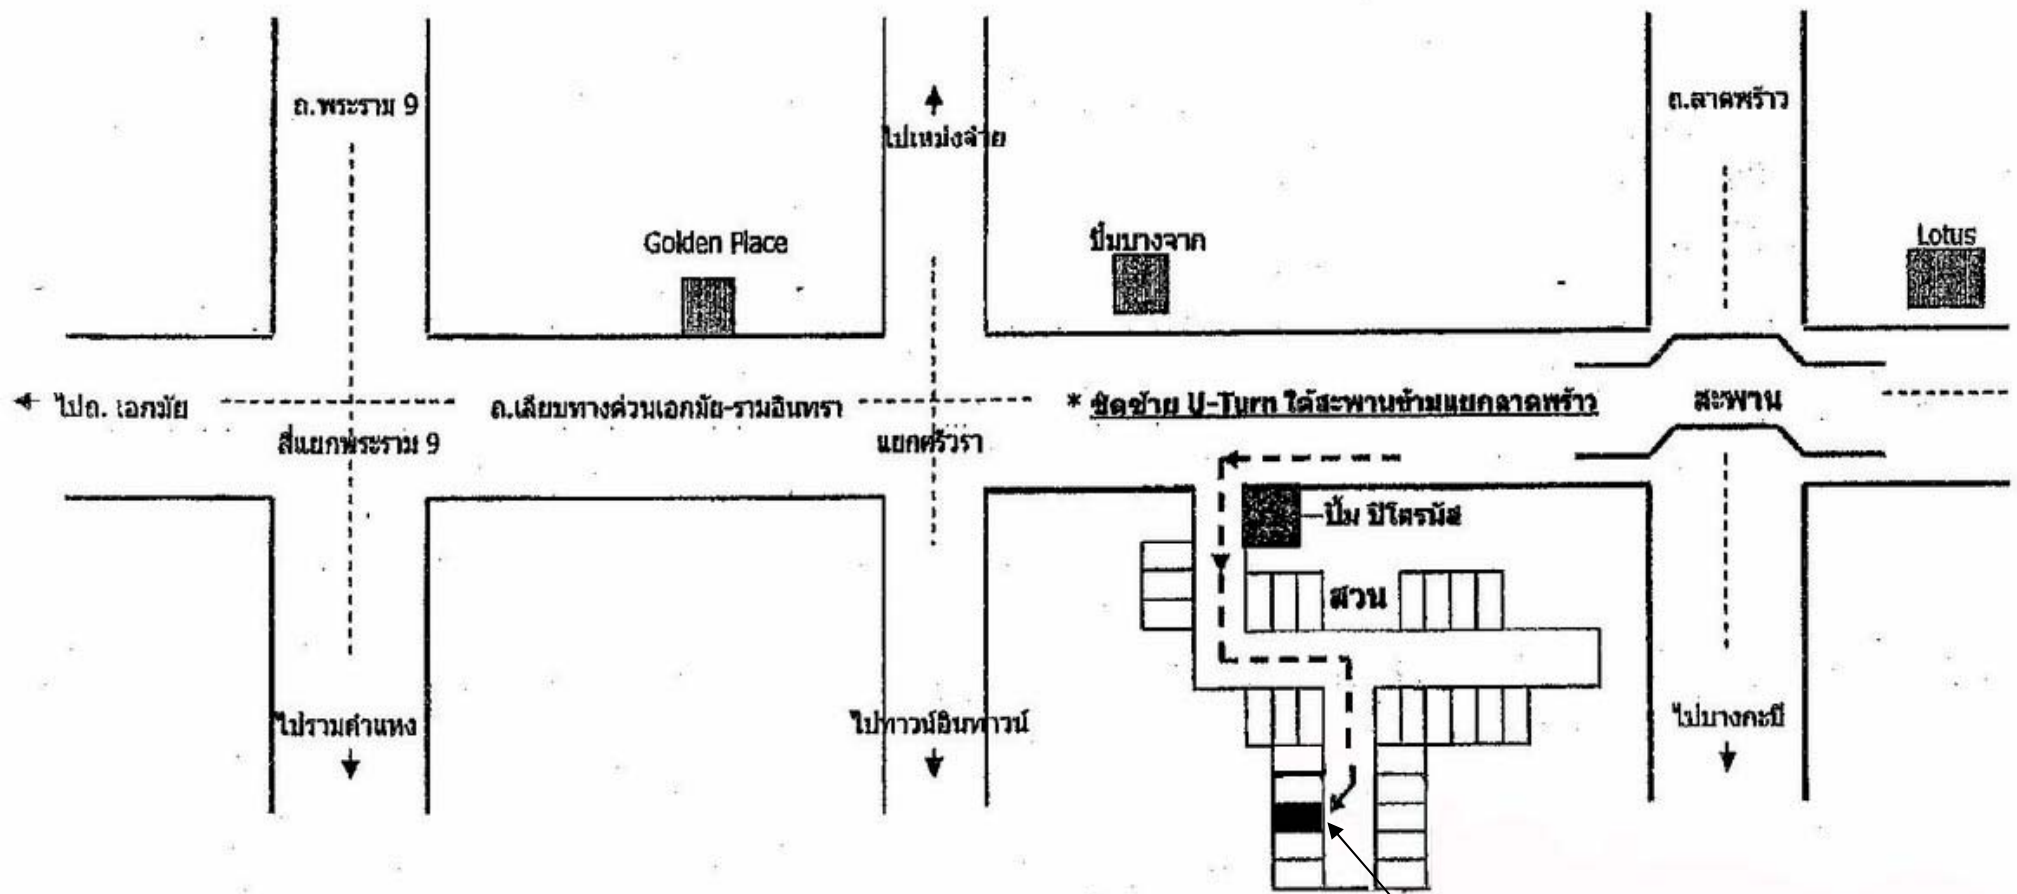 ถ.พระราม 9
ไปเหม่งจ๋าย
ถ.ลาดพร้าว
Golden Place
ปั๊มบางจาก
Lotus
ไปถ. เอกมัย
ถ.เลียบทางด่วนเอกมัย-รามอินทรา
* ชิดซ้าย U-Turn ใต้สะพานข้ามแยกลาดพร้าว
สะพาน
สี่แยกพระราม 9
แยกศรีวรา
ปั๊ม ปิโตรนัส
สวน
ไปรามคำแหง
ไปทาวน์อินทาวน์
ไปบางกะปิ